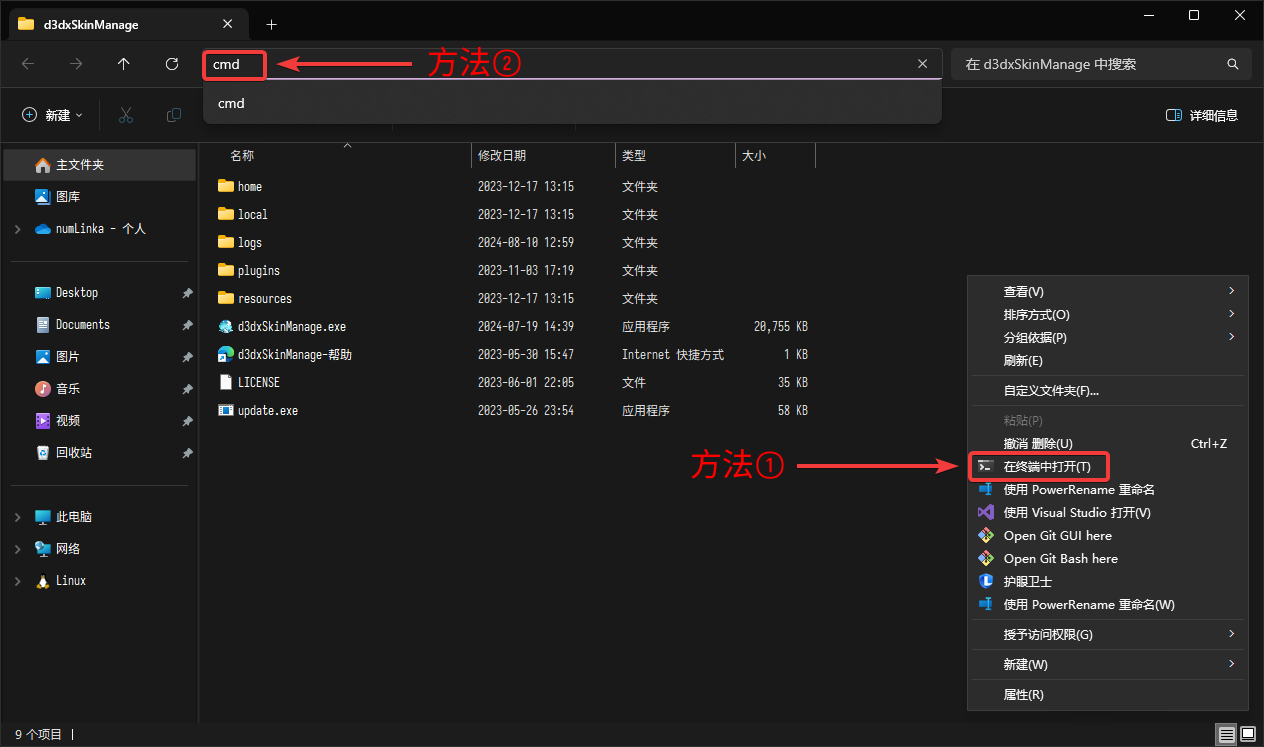 d3dxSkinManage
cmd
方法②
在 d3dxSkinManage 中搜索
cmd
新建
详细信息
名称 修改日期 类型 大小
主文件夹
图库
numLinka - 个人
Desktop
Documents
图片
音乐
视频
回收站
此电脑
网络
Linux
home 2023-12-17 13:15 文件夹
local 2023-12-17 13:15 文件夹
logs 2024-08-10 12:59 文件夹
plugins 2023-11-03 17:19 文件夹
resources 2023-12-17 13:15 文件夹
d3dxSkinManage.exe 2024-07-19 14:39 应用程序 20,755 KB
d3dxSkinManage-帮助 2023-05-30 15:47 Internet 快捷方式 1 KB
LICENSE 2023-06-01 22:05 文件 35 KB
update.exe 2023-05-26 23:54 应用程序 58 KB
方法①
查看(V)
排序方式(O)
分组依据(P)
刷新(E)
自定义文件夹(F)...
粘贴(P)
撤消 删除(U) Ctrl+Z
在终端中打开(T)
使用 PowerRename 重命名
使用 Visual Studio 打开(V)
Open Git GUI here
Open Git Bash here
护眼卫士
使用 PowerRename 重命名(W)
授予访问权限(G)
新建(W)
属性(R)
9 个项目